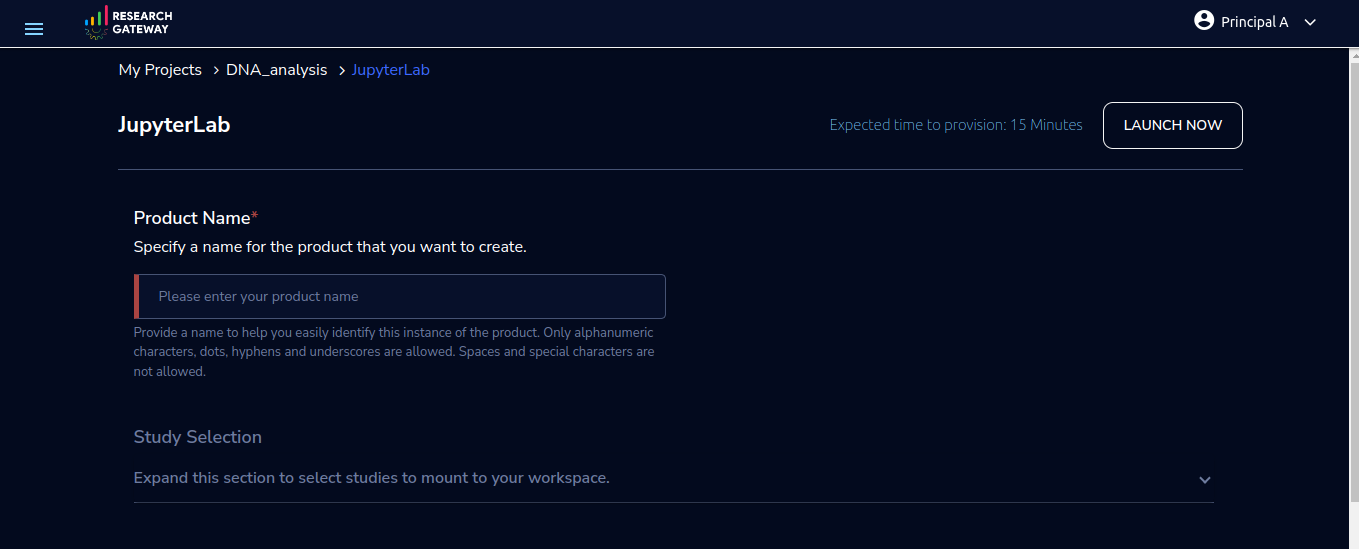 RESEARCH
GATEWAY
Principal A
My Projects > DNA_analysis > JupyterLab
JupyterLab
Expected time to provision: 15 Minutes
LAUNCH NOW
Product Name*
Specify a name for the product that you want to create.
Please enter your product name
Provide a name to help you easily identify this instance of the product. Only alphanumeric
characters, dots, hyphens and underscores are allowed. Spaces and special characters are
not allowed.
Study Selection
Expand this section to select studies to mount to your workspace.